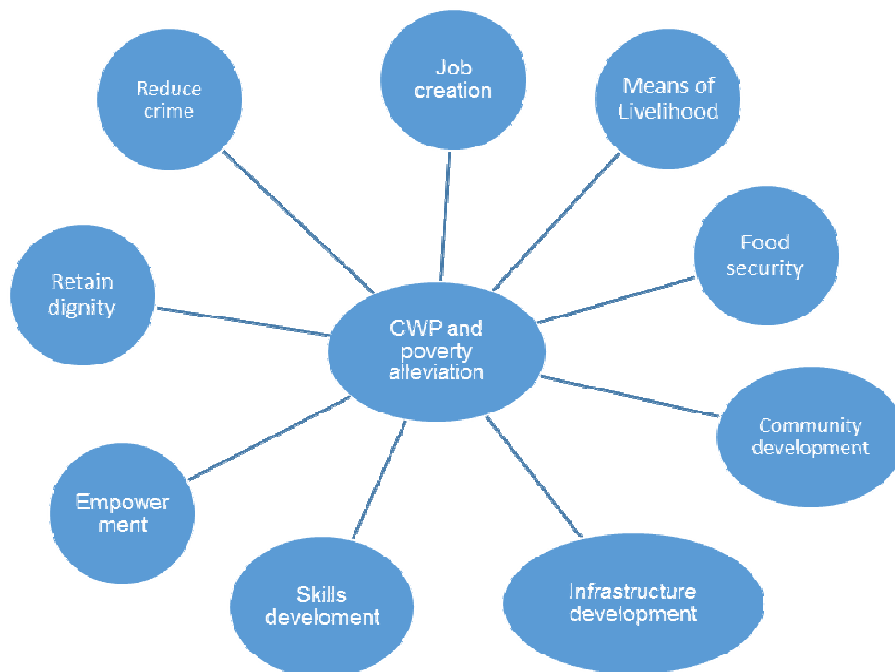 Job
creation
Means of
Livelihood
Food
security
Community
development
Infrastructure
development
Skills
develoment
Empower
ment
Retain
dignity
Reduce
crime
CWP and
poverty
alleviation